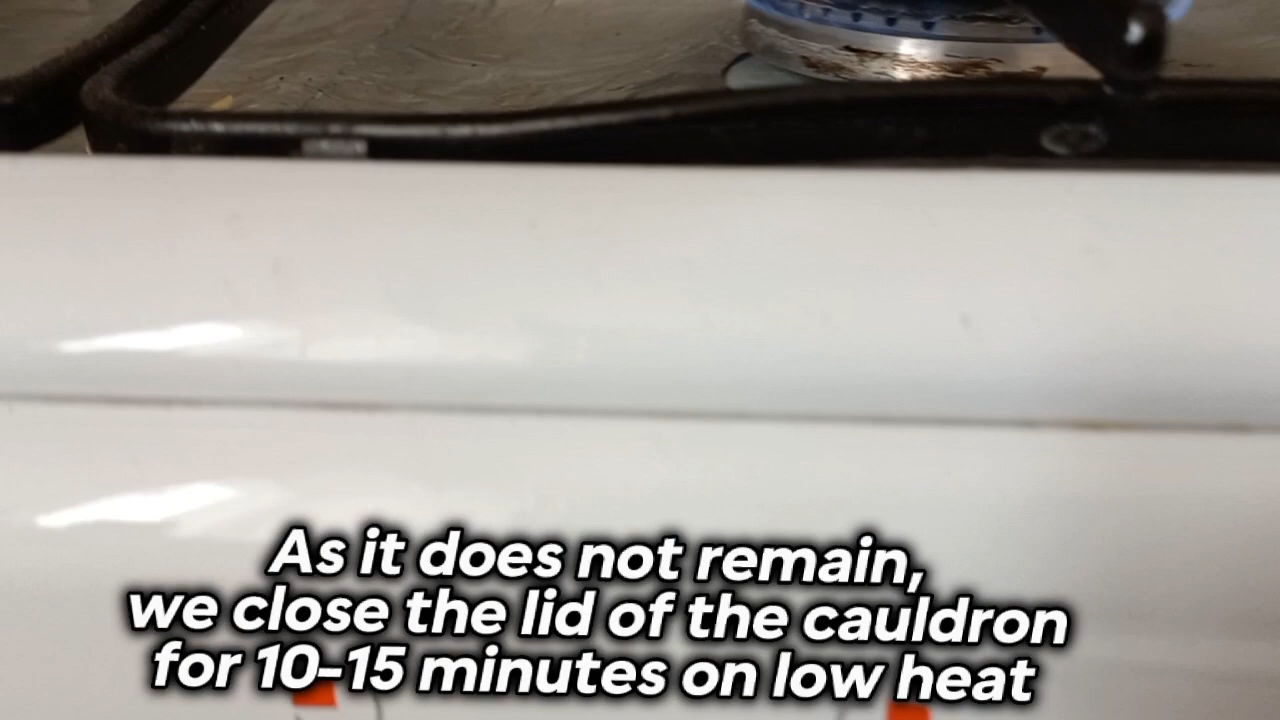 As it does not remain,
we close the lid of the cauldron
for 10-15 minutes on low heat